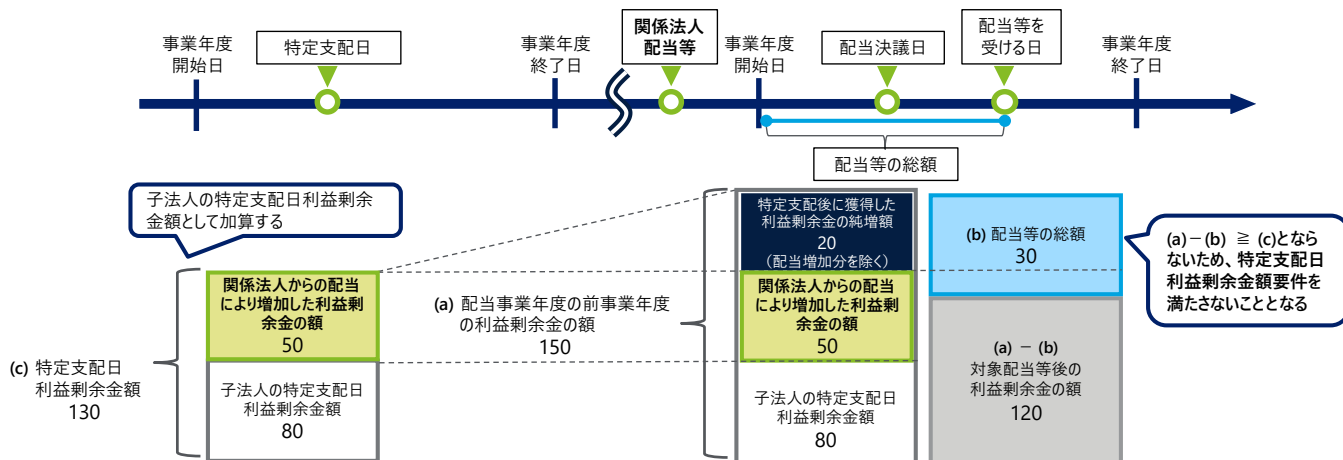 事業年度
開始日
特定支配日
事業年度
終了日
関係法人
配当等
事業年度
開始日
配当決議日
配当等を
受ける日
事業年度
終了日
配当等の総額
子法人の特定支配日利益剰余
金額として加算する
(c) 特定支配日
利益剰余金額
130
関係法人からの配当
により増加した利益剰
余金の額
50
子法人の特定支配日
利益剰余金額
80
(a) 配当事業年度の前事業年度
の利益剰余金の額
150
特定支配後に獲得した
利益剰余金の純増額
20
（配当増加分を除く）
関係法人からの配当
により増加した利益剰
余金の額
50
子法人の特定支配日
利益剰余金額
80
(b) 配当等の総額
30
(a) － (b)
対象配当等後の
利益剰余金の額
120
(a)－(b) ≧ (c)となら
ないため、特定支配日
利益剰余金額要件を
満たさないこととなる